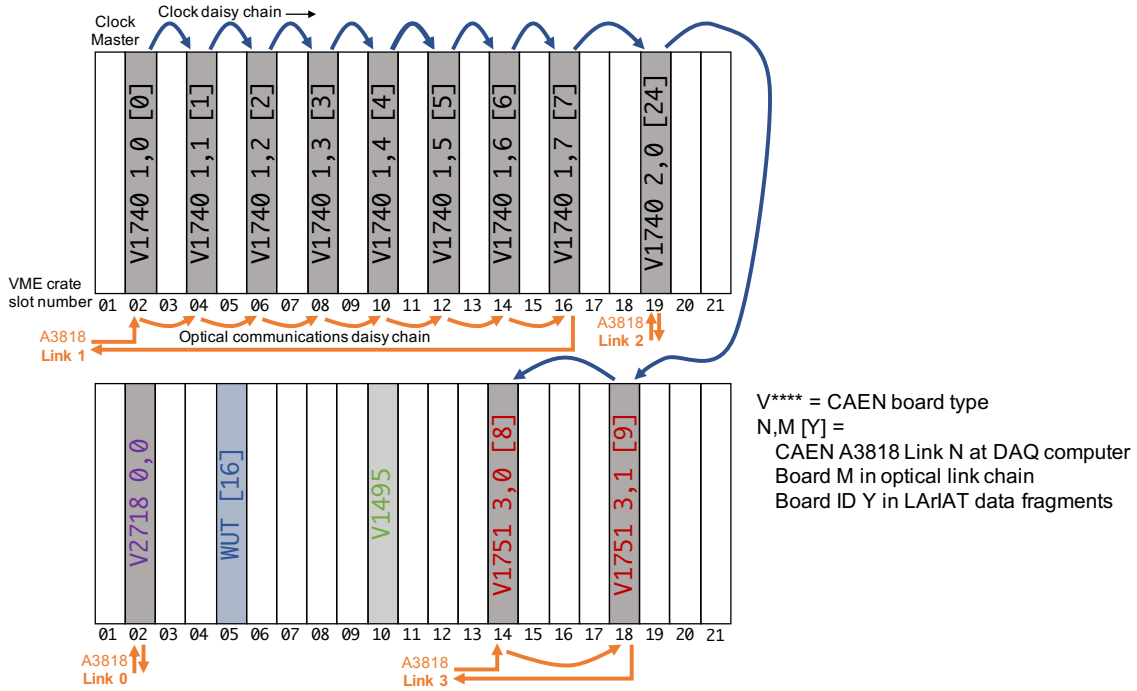 Clock daisy chain
Clock
Master
V1740 1,0 [0]
V1740 1,1 [1]
V1740 1,2 [2]
V1740 1,3 [3]
V1740 1,4 [4]
V1740 1,5 [5]
V1740 1,6 [6]
V1740 1,7 [7]
V1740 2,0 [24]
VME crate
slot number
01 02 03 04 05 06 07 08 09 10 11 12 13 14 15 16 17 18 19 20 21
A3818
Link 1
Optical communications daisy chain
A3818
Link 2
V2718 0,0
WUT [16]
V1495
V1751 3,0 [8]
V1751 3,1 [9]
V**** = CAEN board type
N,M [Y] =
CAEN A3818 Link N at DAQ computer
Board M in optical link chain
Board ID Y in LArIAT data fragments
01 02 03 04 05 06 07 08 09 10 11 12 13 14 15 16 17 18 19 20 21
A3818
Link 0
A3818
Link 3